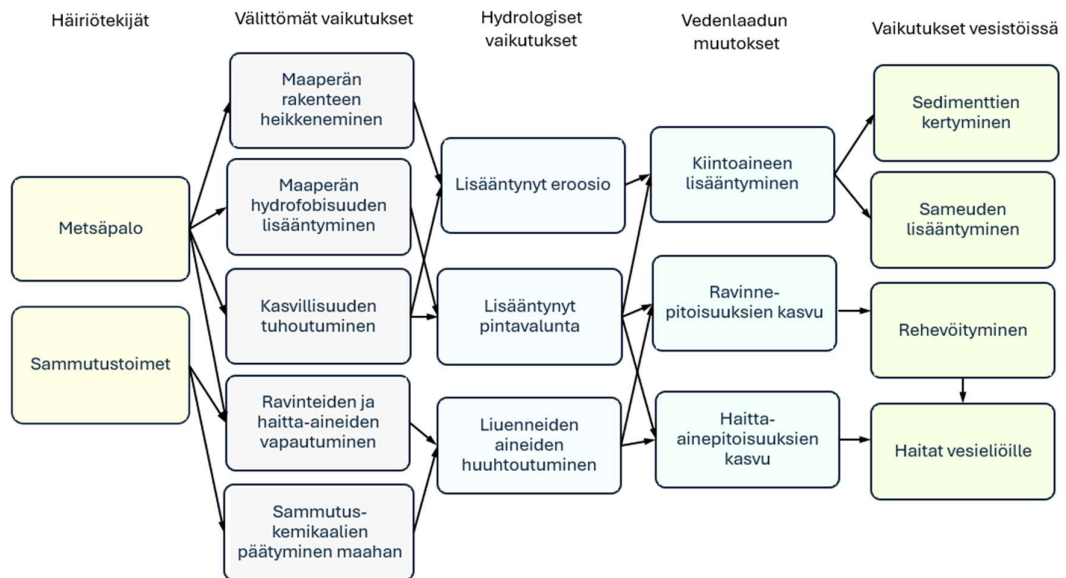 Häiriötekijät
Välittömät vaikutukset
Hydrologiset
vaikutukset
Vedenlaadun
muutokset
Vaikutukset vesistöissä
Metsäpalo
Sammutustoimet
Maaperän
rakenteen
heikkeneminen
Maaperän
hydrofobisuuden
lisääntyminen
Kasvillisuuden
tuhoutuminen
Ravinteiden ja
haitta-aineiden
vapautuminen
Sammutus-
kemikaalien
päätyminen maahan
Lisääntynyt eroosio
Lisääntynyt
pintavalunta
Liuenneiden
aineiden
huuhtoutuminen
Kiintoaineen
lisääntyminen
Ravinne-
pitoisuuksien kasvu
Haitta-
ainepitoisuuksien
kasvu
Sedimenttien
kertyminen
Sameuden
lisääntyminen
Rehevöityminen
Haitat vesieliöille